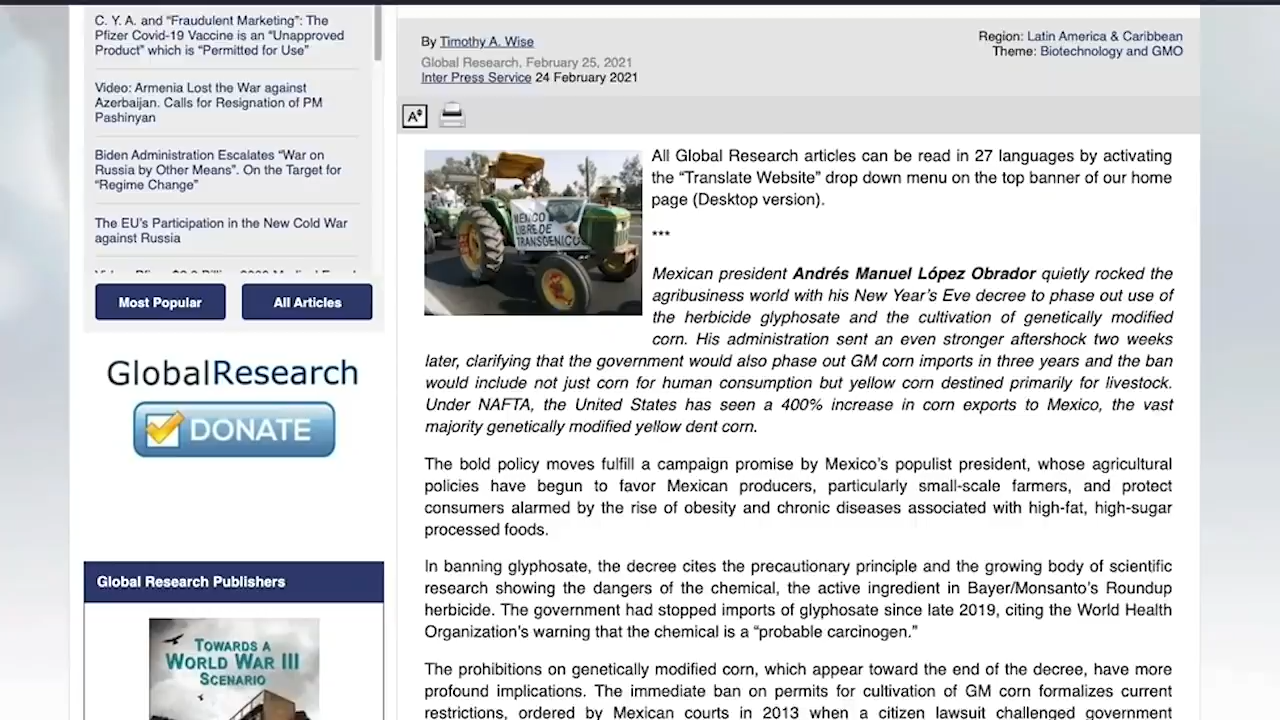 C. Y. A. and “Fraudulent Marketing”: The
Pfizer Covid-19 Vaccine is an “Unapproved
Product” which is “Permitted for Use”
Video: Armenia Lost the War against
Azerbaijan. Calls for Resignation of PM
Pashinyan
Biden Administration Escalates “War on
Russia by Other Means”. On the Target for
“Regime Change”
The EU’s Participation in the New Cold War
against Russia
Most Popular
All Articles
GlobalResearch
DONATE
Global Research Publishers
TOWARDS A
WORLD WAR III
SCENARIO
By Timothy A. Wise
Global Research, February 25, 2021
Inter Press Service 24 February 2021
Region: Latin America & Caribbean
Theme: Biotechnology and GMO
A
MEXICO
LIBRE DE
TRANSGENICOS
All Global Research articles can be read in 27 languages by activating
the “Translate Website” drop down menu on the top banner of our home
page (Desktop version).
***
Mexican president Andrés Manuel López Obrador quietly rocked the
agribusiness world with his New Year’s Eve decree to phase out use of
the herbicide glyphosate and the cultivation of genetically modified
corn. His administration sent an even stronger aftershock two weeks
later, clarifying that the government would also phase out GM corn imports in three years and the ban
would include not just corn for human consumption but yellow corn destined primarily for livestock.
Under NAFTA, the United States has seen a 400% increase in corn exports to Mexico, the vast
majority genetically modified yellow dent corn.
The bold policy moves fulfill a campaign promise by Mexico’s populist president, whose agricultural
policies have begun to favor Mexican producers, particularly small-scale farmers, and protect
consumers alarmed by the rise of obesity and chronic diseases associated with high-fat, high-sugar
processed foods.
In banning glyphosate, the decree cites the precautionary principle and the growing body of scientific
research showing the dangers of the chemical, the active ingredient in Bayer/Monsanto’s Roundup
herbicide. The government had stopped imports of glyphosate since late 2019, citing the World Health
Organization’s warning that the chemical is a “probable carcinogen.”
The prohibitions on genetically modified corn, which appear toward the end of the decree, have more
profound implications. The immediate ban on permits for cultivation of GM corn formalizes current
restrictions, ordered by Mexican courts in 2013 when a citizen lawsuit challenged government